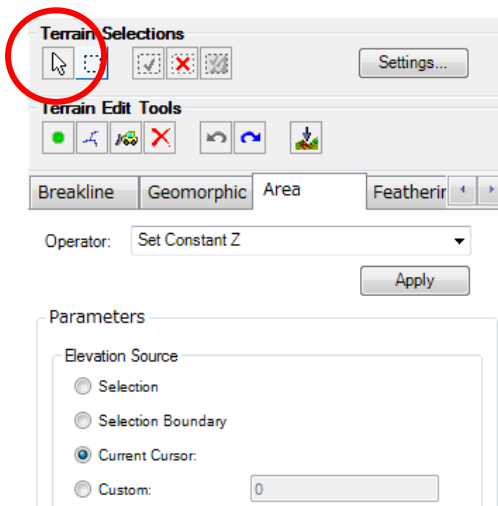 Terrain Selections
Settings...
Terrain Edit Tools
Breakline Geomorphic Area Featherir
Operator: Set Constant Z
Apply
Parameters
Elevation Source
Selection
Selection Boundary
Current Cursor:
Custom: 0